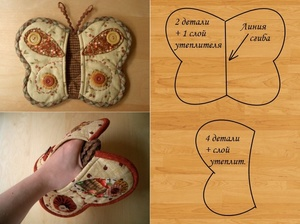 2 детали
+ 1 слой
утеплителя
Линия
сгиба
4 детали
+ слой
утеплит.